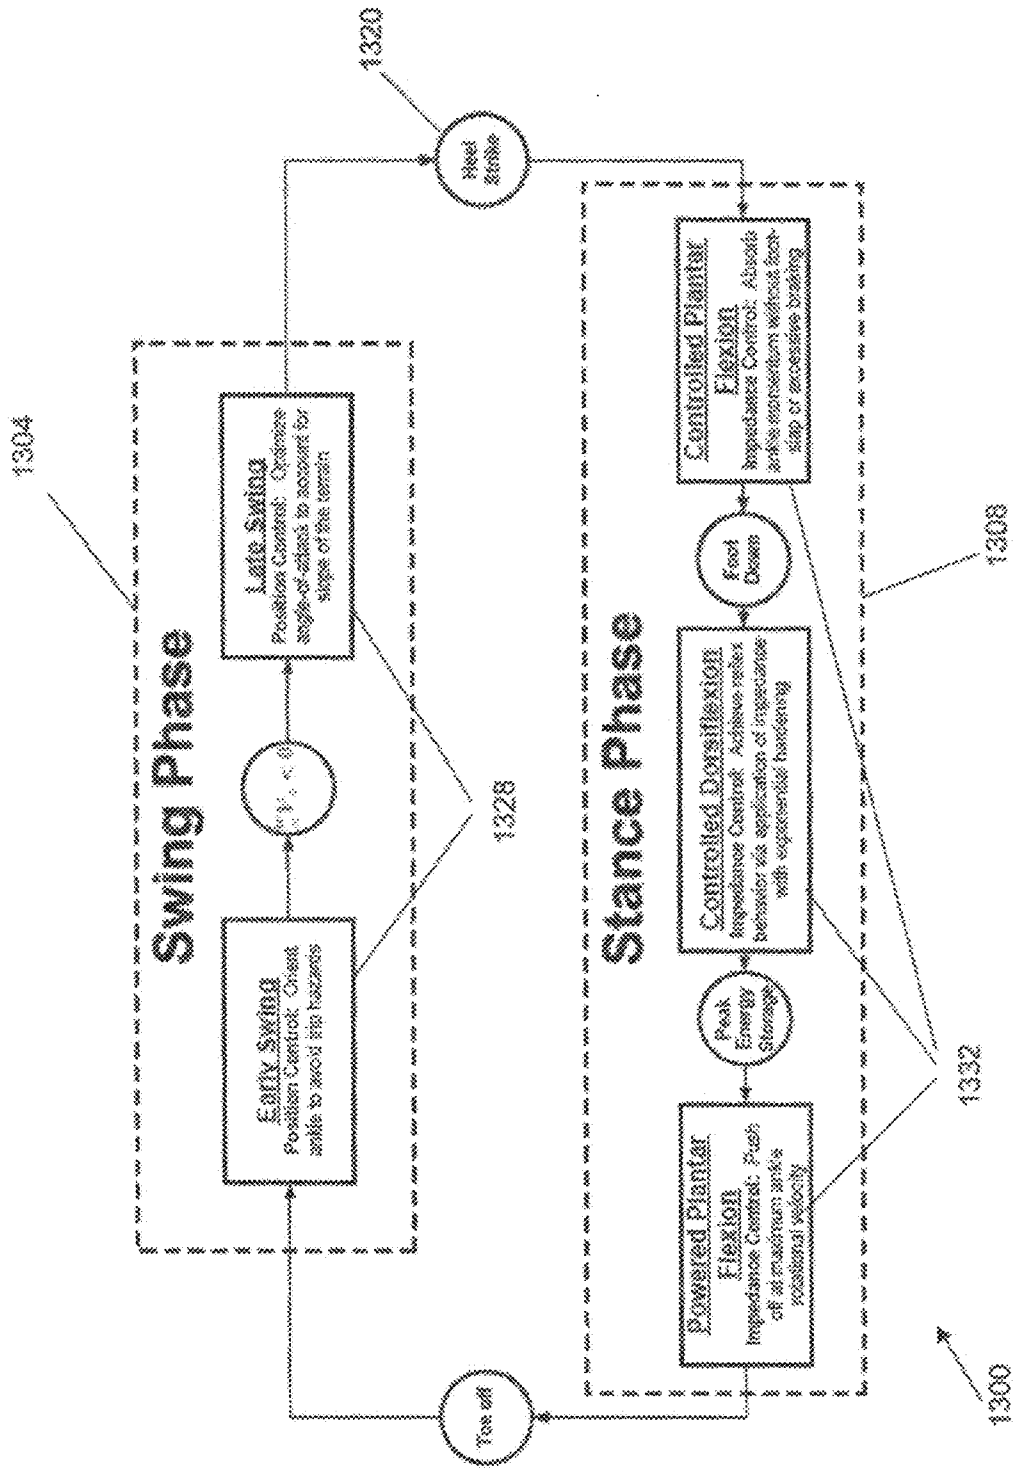 1304
Swing Phase
Early Swing
Position Control: Orient
ankle to avoid trip hazards
V < 0
Late Swing
Position Control: Optimize
angle-of-attack to account for
slope of the terrain
1328
1320
Heel
Strike
Toe off
Stance Phase
Powered Plantar
Flexion
Impedance Control: Push
off at maximum ankle
rotational velocity
Peak
Energy
Storage
Controlled Dorsiflexion
Impedance Control: Achieve reflex
behavior via application of impedance
with exponential hardening
Foot
Down
Controlled Plantar
Flexion
Impedance Control: Absorb
ankle momentum without foot-
slap or excessive braking
1308
1332
1300